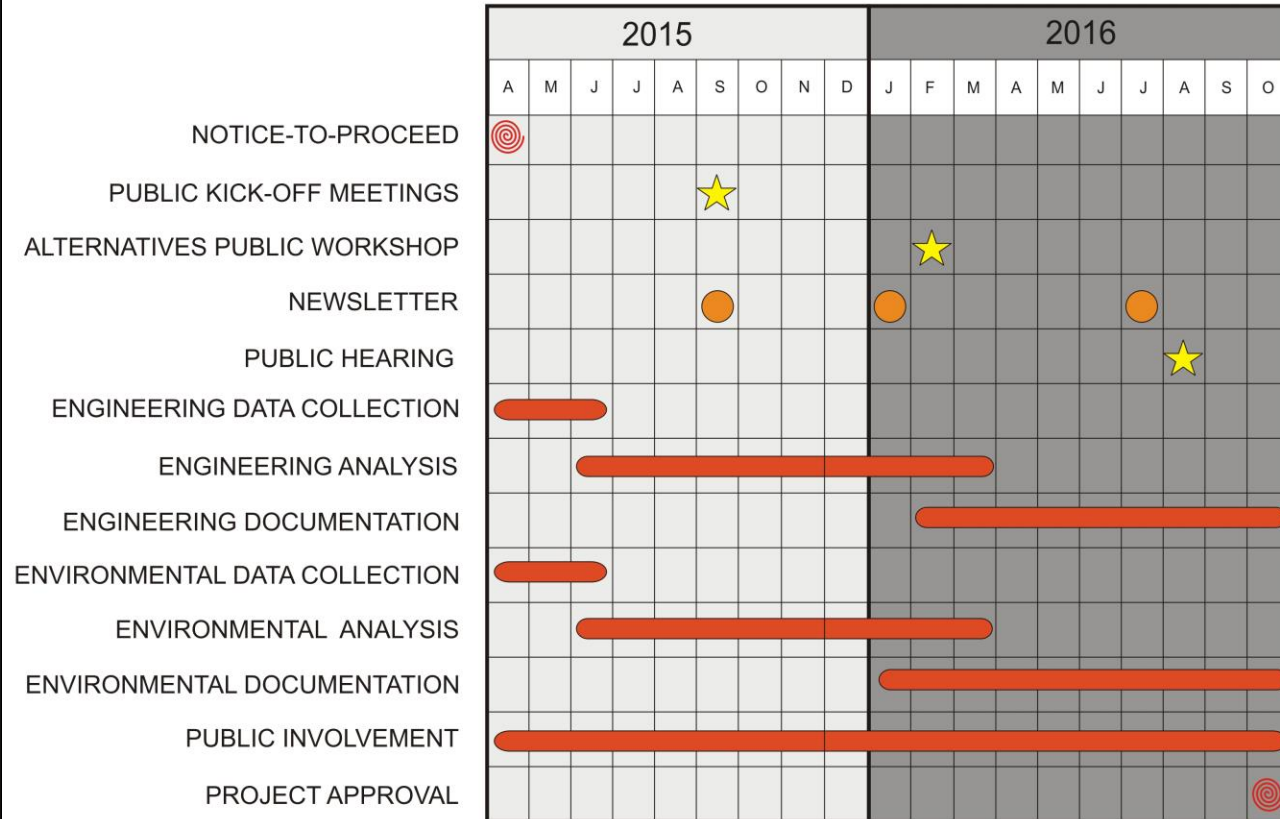 2015 2016
A M J J A S O N D J F M A M J J A S O
NOTICE-TO-PROCEED
PUBLIC KICK-OFF MEETINGS
ALTERNATIVES PUBLIC WORKSHOP
NEWSLETTER
PUBLIC HEARING
ENGINEERING DATA COLLECTION
ENGINEERING ANALYSIS
ENGINEERING DOCUMENTATION
ENVIRONMENTAL DATA COLLECTION
ENVIRONMENTAL ANALYSIS
ENVIRONMENTAL DOCUMENTATION
PUBLIC INVOLVEMENT
PROJECT APPROVAL